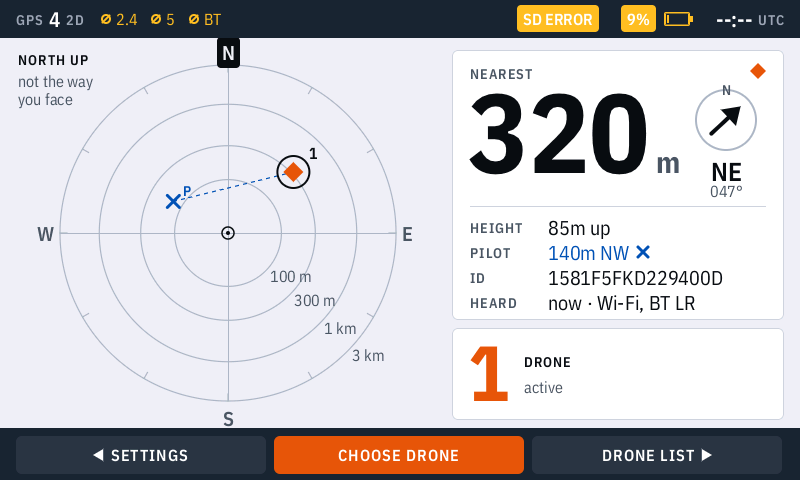 GPS 4 2D Ø 2.4 Ø 5 Ø BT SD ERROR 9% --:-- UTC
NORTH UP
not the way
you face
N
W
E
S
P
1
100 m
300 m
1 km
3 km
NEAREST
320 m
N
NE
047°
HEIGHT 85m up
PILOT 140m NW
ID 1581F5FKD229400D
HEARD now · Wi-Fi, BT LR
1 DRONE
active
◀ SETTINGS CHOOSE DRONE DRONE LIST ▶